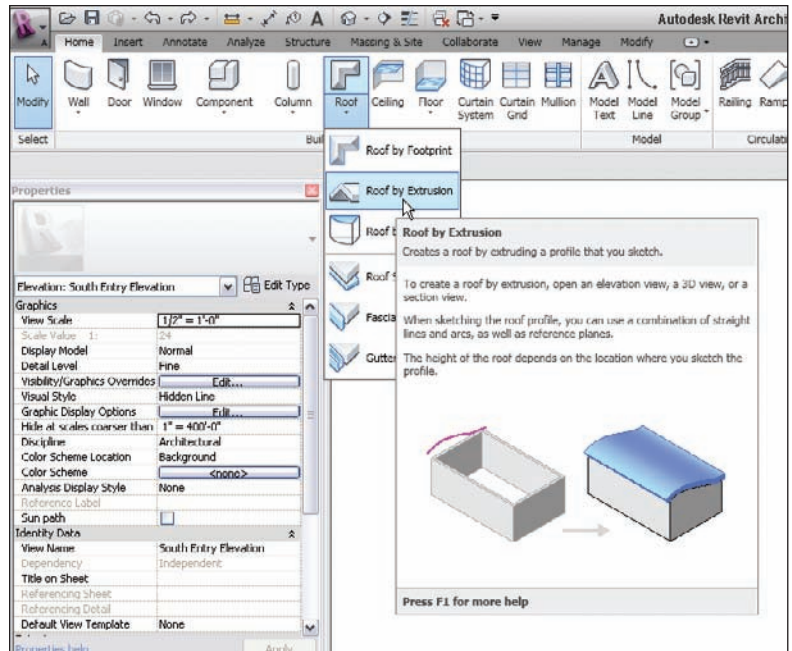 Autodesk Revit Archit
Home Insert Annotate Analyze Structure Massing & Site Collaborate View Manage Modify
Modify Wall Door Window Component Column Roof Ceiling Floor Curtain System Curtain Grid Mullion Model Text Model Line Model Group Railing Ramp
Select Buil Model Circulati
Roof by Footprint
Roof by Extrusion
Roof b
Roof S
Fascia
Gutter
Roof by Extrusion
Creates a roof by extruding a profile that you sketch.
To create a roof by extrusion, open an elevation view, a 3D view, or a
section view.
When sketching the roof profile, you can use a combination of straight
lines and arcs, as well as reference planes.
The height of the roof depends on the location where you sketch the
profile.
Press F1 for more help
Properties
Elevation: South Entry Elevation Edit Type
Graphics
View Scale 1/2" = 1'-0"
Scale Value 1: 24
Display Model Normal
Detail Level Fine
Visibility/Graphics Overrides Edit...
Visual Style Hidden Line
Graphic Display Options Edit...
Hide at scales coarser than 1" = 400'-0"
Discipline Architectural
Color Scheme Location Background
Color Scheme <none>
Analysis Display Style None
Reference Label
Sun path
Identity Data
View Name South Entry Elevation
Dependency Independent
Title on Sheet
Referencing Sheet
Referencing Detail
Default View Template None
Properties help Apply